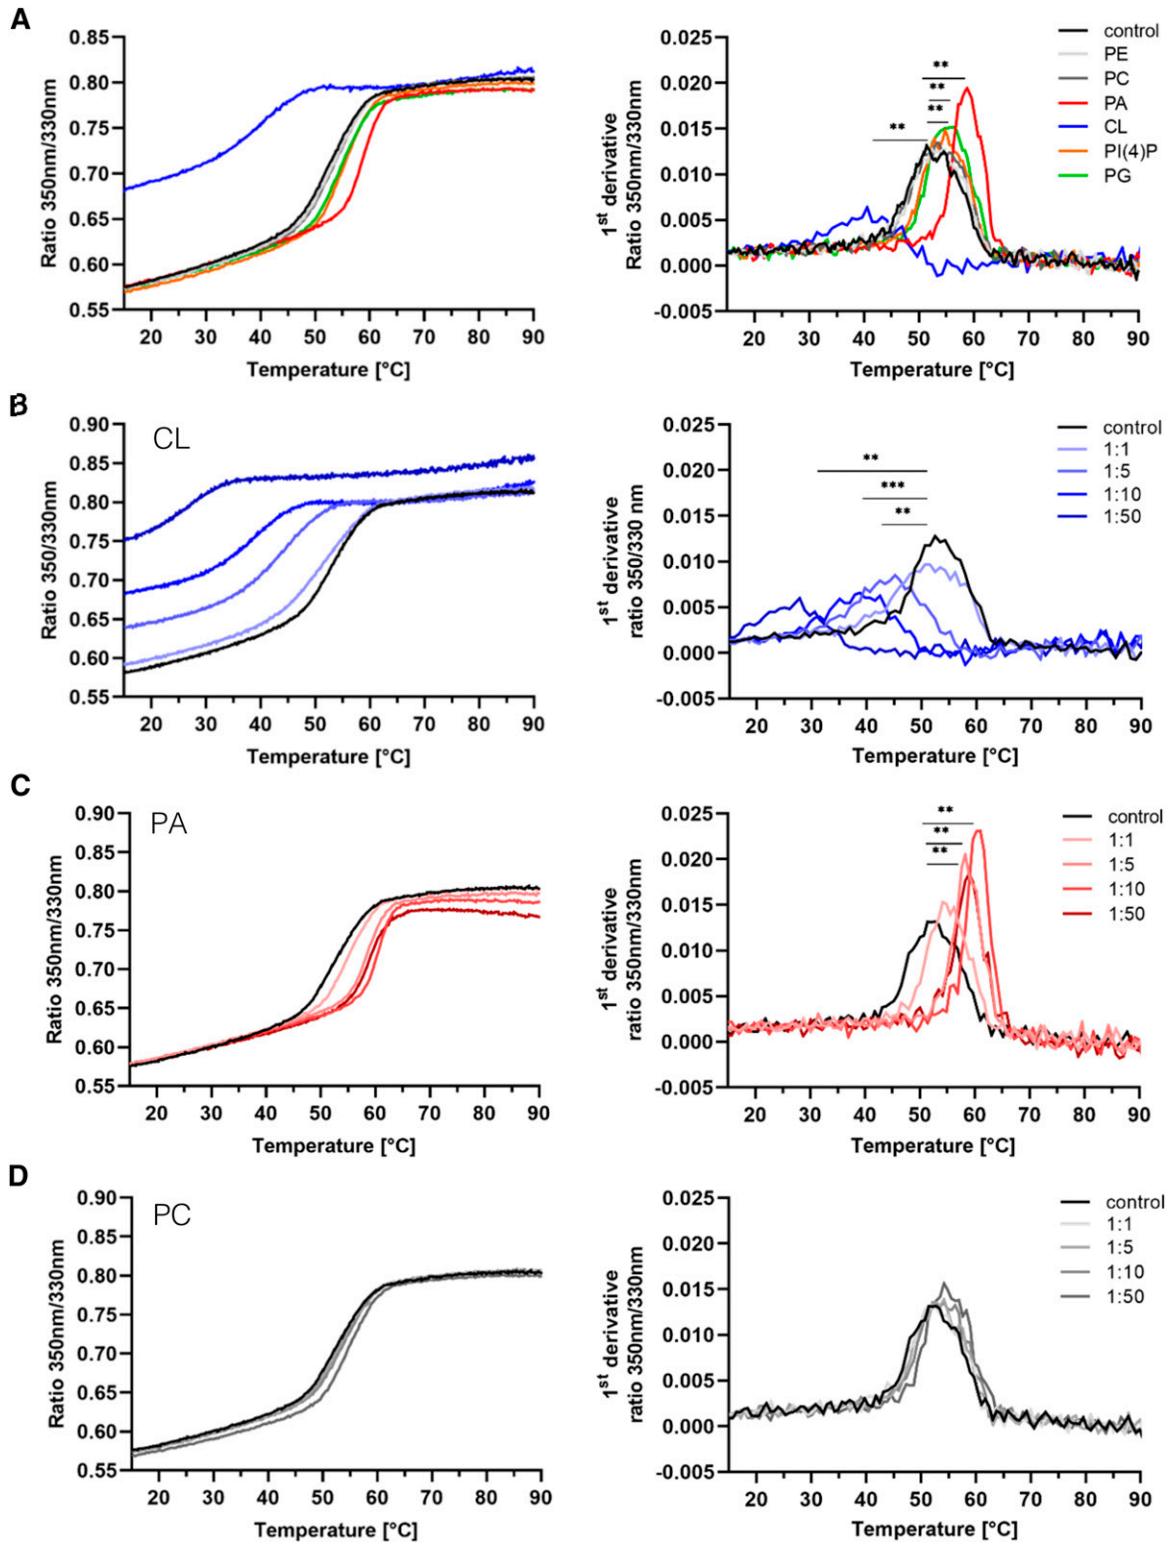 A
0.85
0.80
0.75
0.70
0.65
0.60
0.55
Ratio 350nm/330nm
20 30 40 50 60 70 80 90
Temperature [°C]
0.025
0.020
0.015
0.010
0.005
0.000
-0.005
1st derivative
Ratio 350nm/330nm
20 30 40 50 60 70 80 90
Temperature [°C]
**
**
**
**
control
PE
PC
PA
CL
PI(4)P
PG
B
CL
0.90
0.85
0.80
0.75
0.70
0.65
0.60
0.55
Ratio 350/330nm
20 30 40 50 60 70 80 90
Temperature [°C]
0.025
0.020
0.015
0.010
0.005
0.000
-0.005
1st derivative
ratio 350/330 nm
20 30 40 50 60 70 80 90
Temperature [°C]
**
***
**
control
1:1
1:5
1:10
1:50
C
PA
0.90
0.85
0.80
0.75
0.70
0.65
0.60
0.55
Ratio 350nm/330nm
20 30 40 50 60 70 80 90
Temperature [°C]
0.025
0.020
0.015
0.010
0.005
0.000
-0.005
1st derivative
ratio 350nm/330nm
20 30 40 50 60 70 80 90
Temperature [°C]
**
**
**
control
1:1
1:5
1:10
1:50
D
PC
0.90
0.85
0.80
0.75
0.70
0.65
0.60
0.55
Ratio 350nm/330nm
20 30 40 50 60 70 80 90
Temperature [°C]
0.025
0.020
0.015
0.010
0.005
0.000
-0.005
1st derivative
ratio 350nm/330nm
20 30 40 50 60 70 80 90
Temperature [°C]
control
1:1
1:5
1:10
1:50